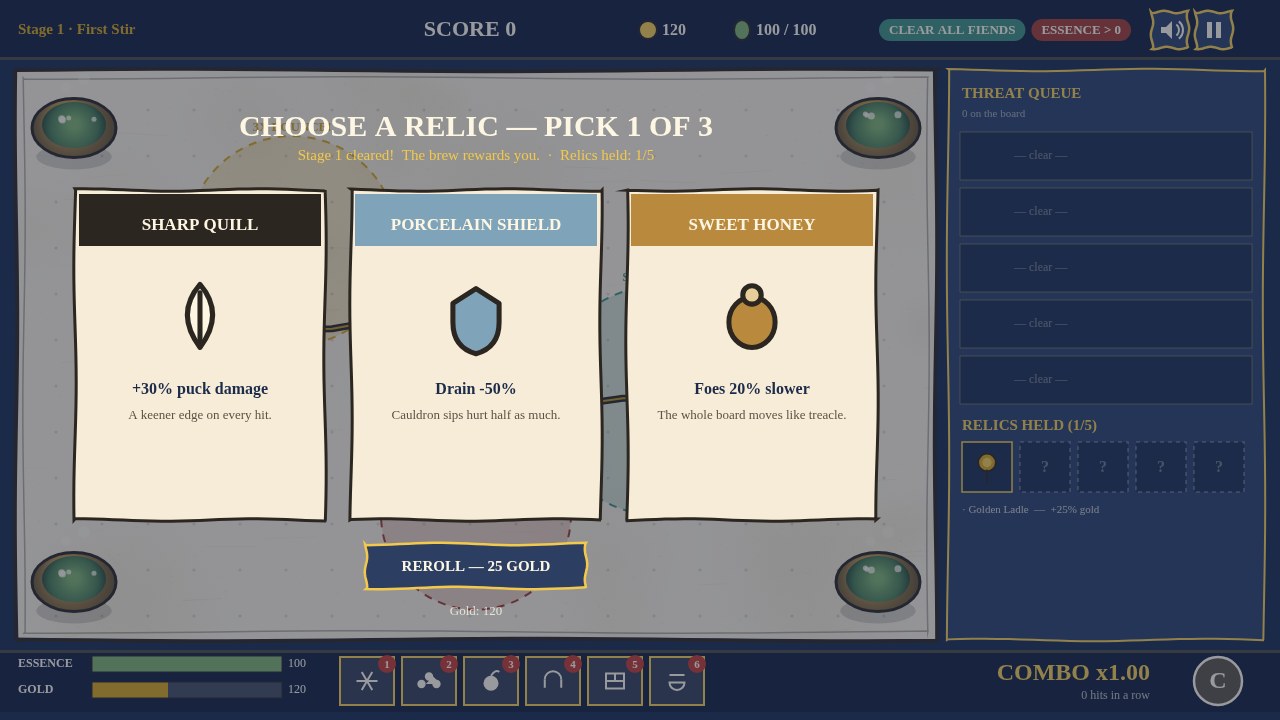 Stage 1 · First Stir
SCORE 0
120
100 / 100
CLEAR ALL FIENDS
ESSENCE > 0
CHOOSE A RELIC — PICK 1 OF 3
Stage 1 cleared! The brew rewards you. · Relics held: 1/5
SHARP QUILL
+30% puck damage
A keener edge on every hit.
PORCELAIN SHIELD
Drain -50%
Cauldron sips hurt half as much.
SWEET HONEY
Foes 20% slower
The whole board moves like treacle.
REROLL — 25 GOLD
Gold: 120
THREAT QUEUE
0 on the board
— clear —
— clear —
— clear —
— clear —
— clear —
RELICS HELD (1/5)
? ? ? ?
· Golden Ladle — +25% gold
ESSENCE 100
GOLD 120
1 2 3 4 5 6
COMBO x1.00
0 hits in a row
C